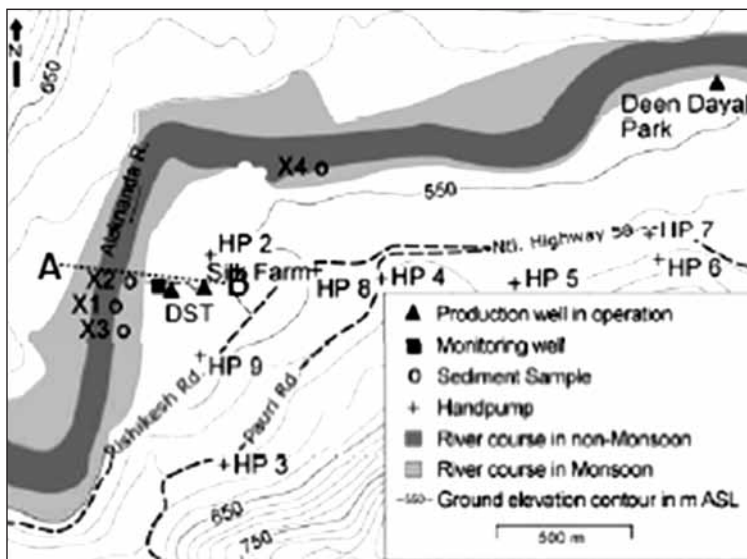 N
650
Deen Dayal
Park
X4
550
Alaknanda R.
HP 2
Ntl. Highway 58
HP 7
A
Silk Farm
B
HP 6
X2
HP 8
HP 4
HP 5
X1
DST
X3
HP 9
Rishikesh Rd
Pauri Rd
HP 3
650
750
Production well in operation
Monitoring well
Sediment Sample
Handpump
River course in non-Monsoon
River course in Monsoon
-550- Ground elevation contour in m ASL
500 m